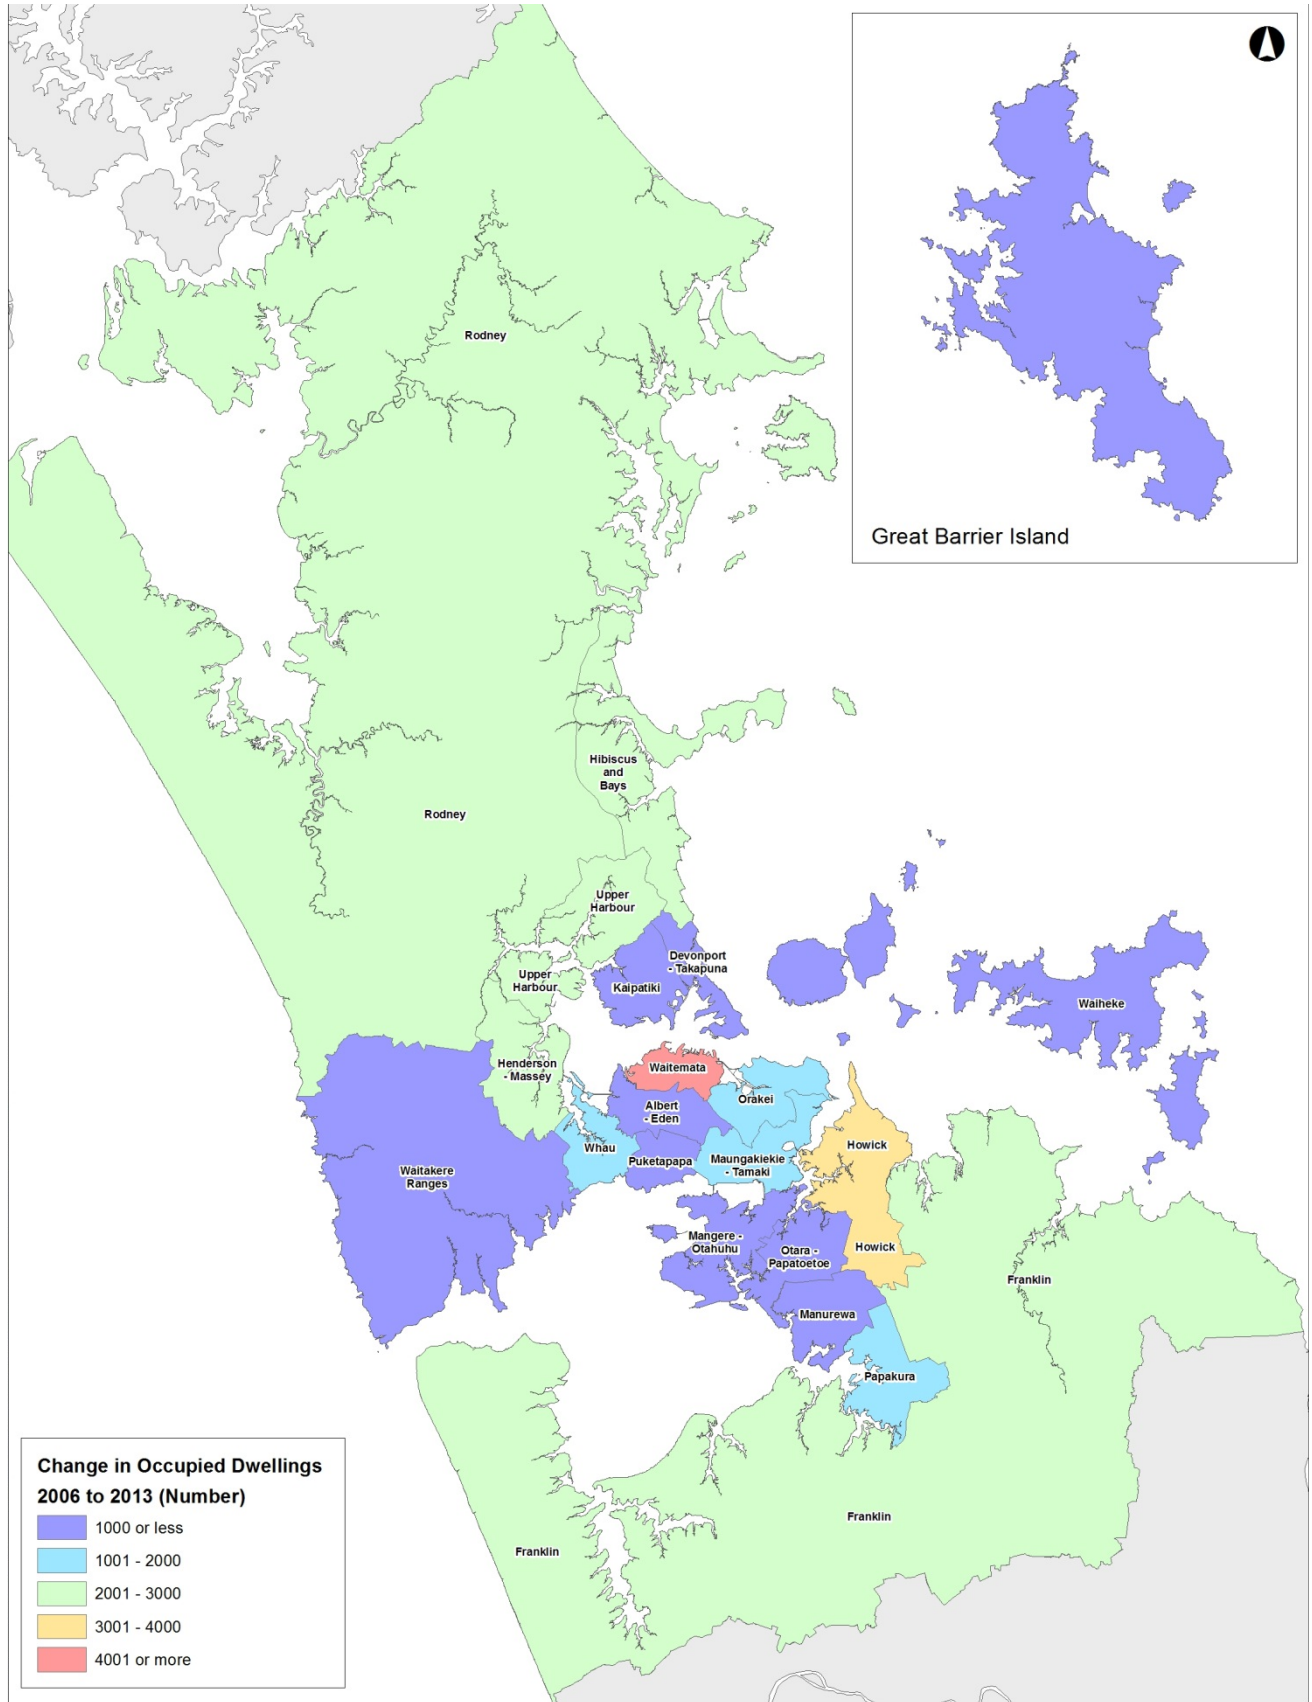 Great Barrier Island
Rodney
Hibiscus
and
Bays
Rodney
Upper
Harbour
Devonport
- Takapuna
Kaipatiki
Upper
Harbour
Waiheke
Henderson
- Massey
Waitemata
Orakei
Albert
- Eden
Whau
Puketapapa
Maungakiekie
- Tamaki
Howick
Waitakere
Ranges
Mangere -
Otahuhu
Otara -
Papatoetoe
Howick
Franklin
Manurewa
Papakura
Franklin
Franklin
Change in Occupied Dwellings
2006 to 2013 (Number)
1000 or less
1001 - 2000
2001 - 3000
3001 - 4000
4001 or more